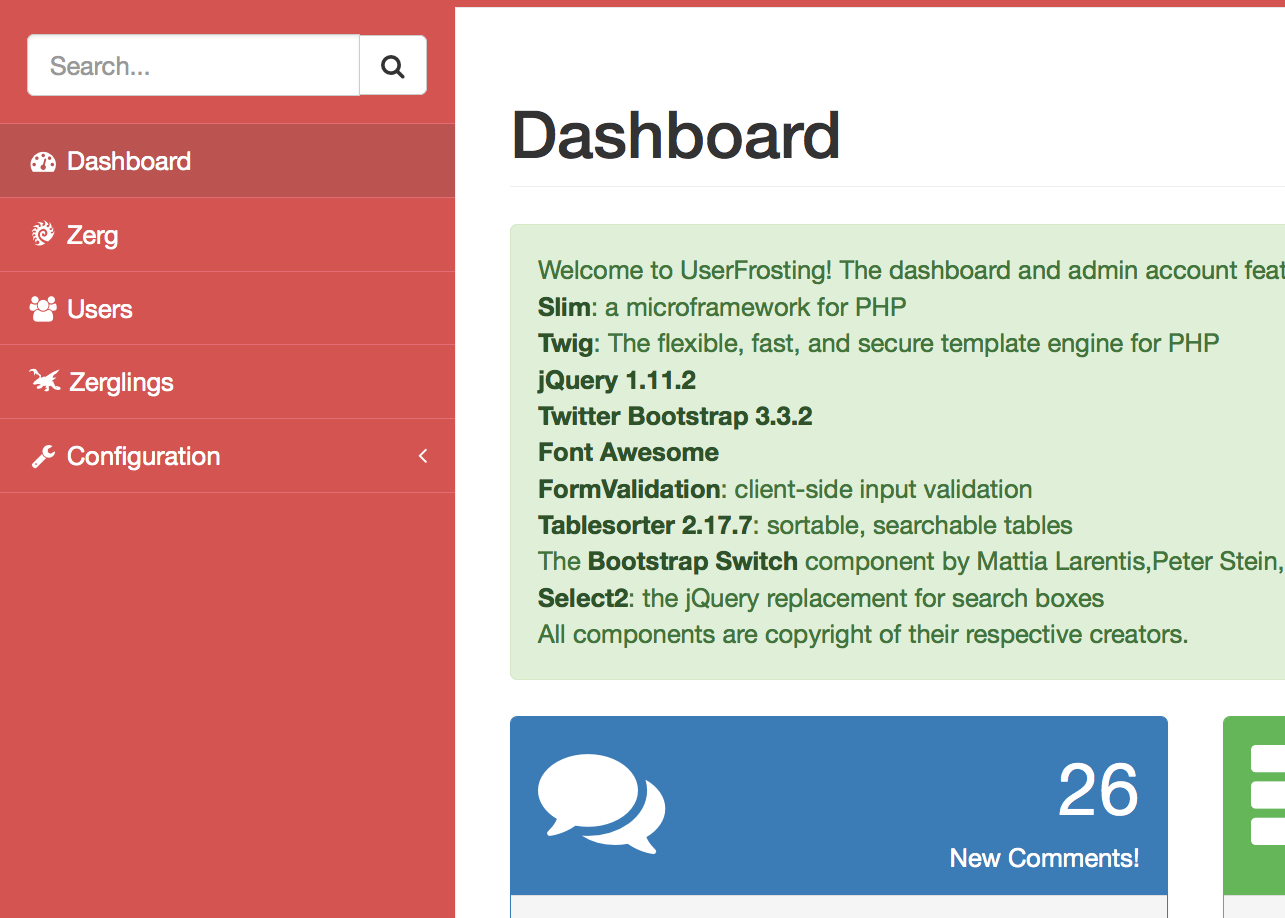 Search...
Dashboard
Zerg
Users
Zerglings
Configuration
Dashboard
Welcome to UserFrosting! The dashboard and admin account
Slim: a microframework for PHP
Twig: The flexible, fast, and secure template engine for PHP
jQuery 1.11.2
Twitter Bootstrap 3.3.2
Font Awesome
FormValidation: client-side input validation
Tablesorter 2.17.7: sortable, searchable tables
The Bootstrap Switch component by Mattia Larentis,Peter Stein,
Select2: the jQuery replacement for search boxes
All components are copyright of their respective creators.
26
New Comments!